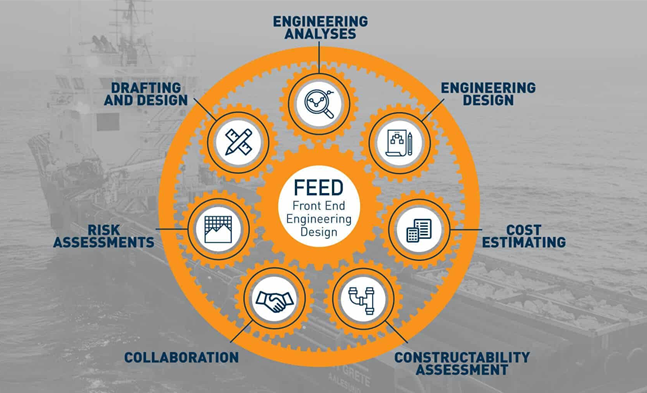 ENGINEERING
ANALYSES
DRAFTING
AND DESIGN
ENGINEERING
DESIGN
FEED
Front End
Engineering
Design
RISK
ASSESSMENTS
COST
ESTIMATING
COLLABORATION
CONSTRUCTABILITY
ASSESSMENT